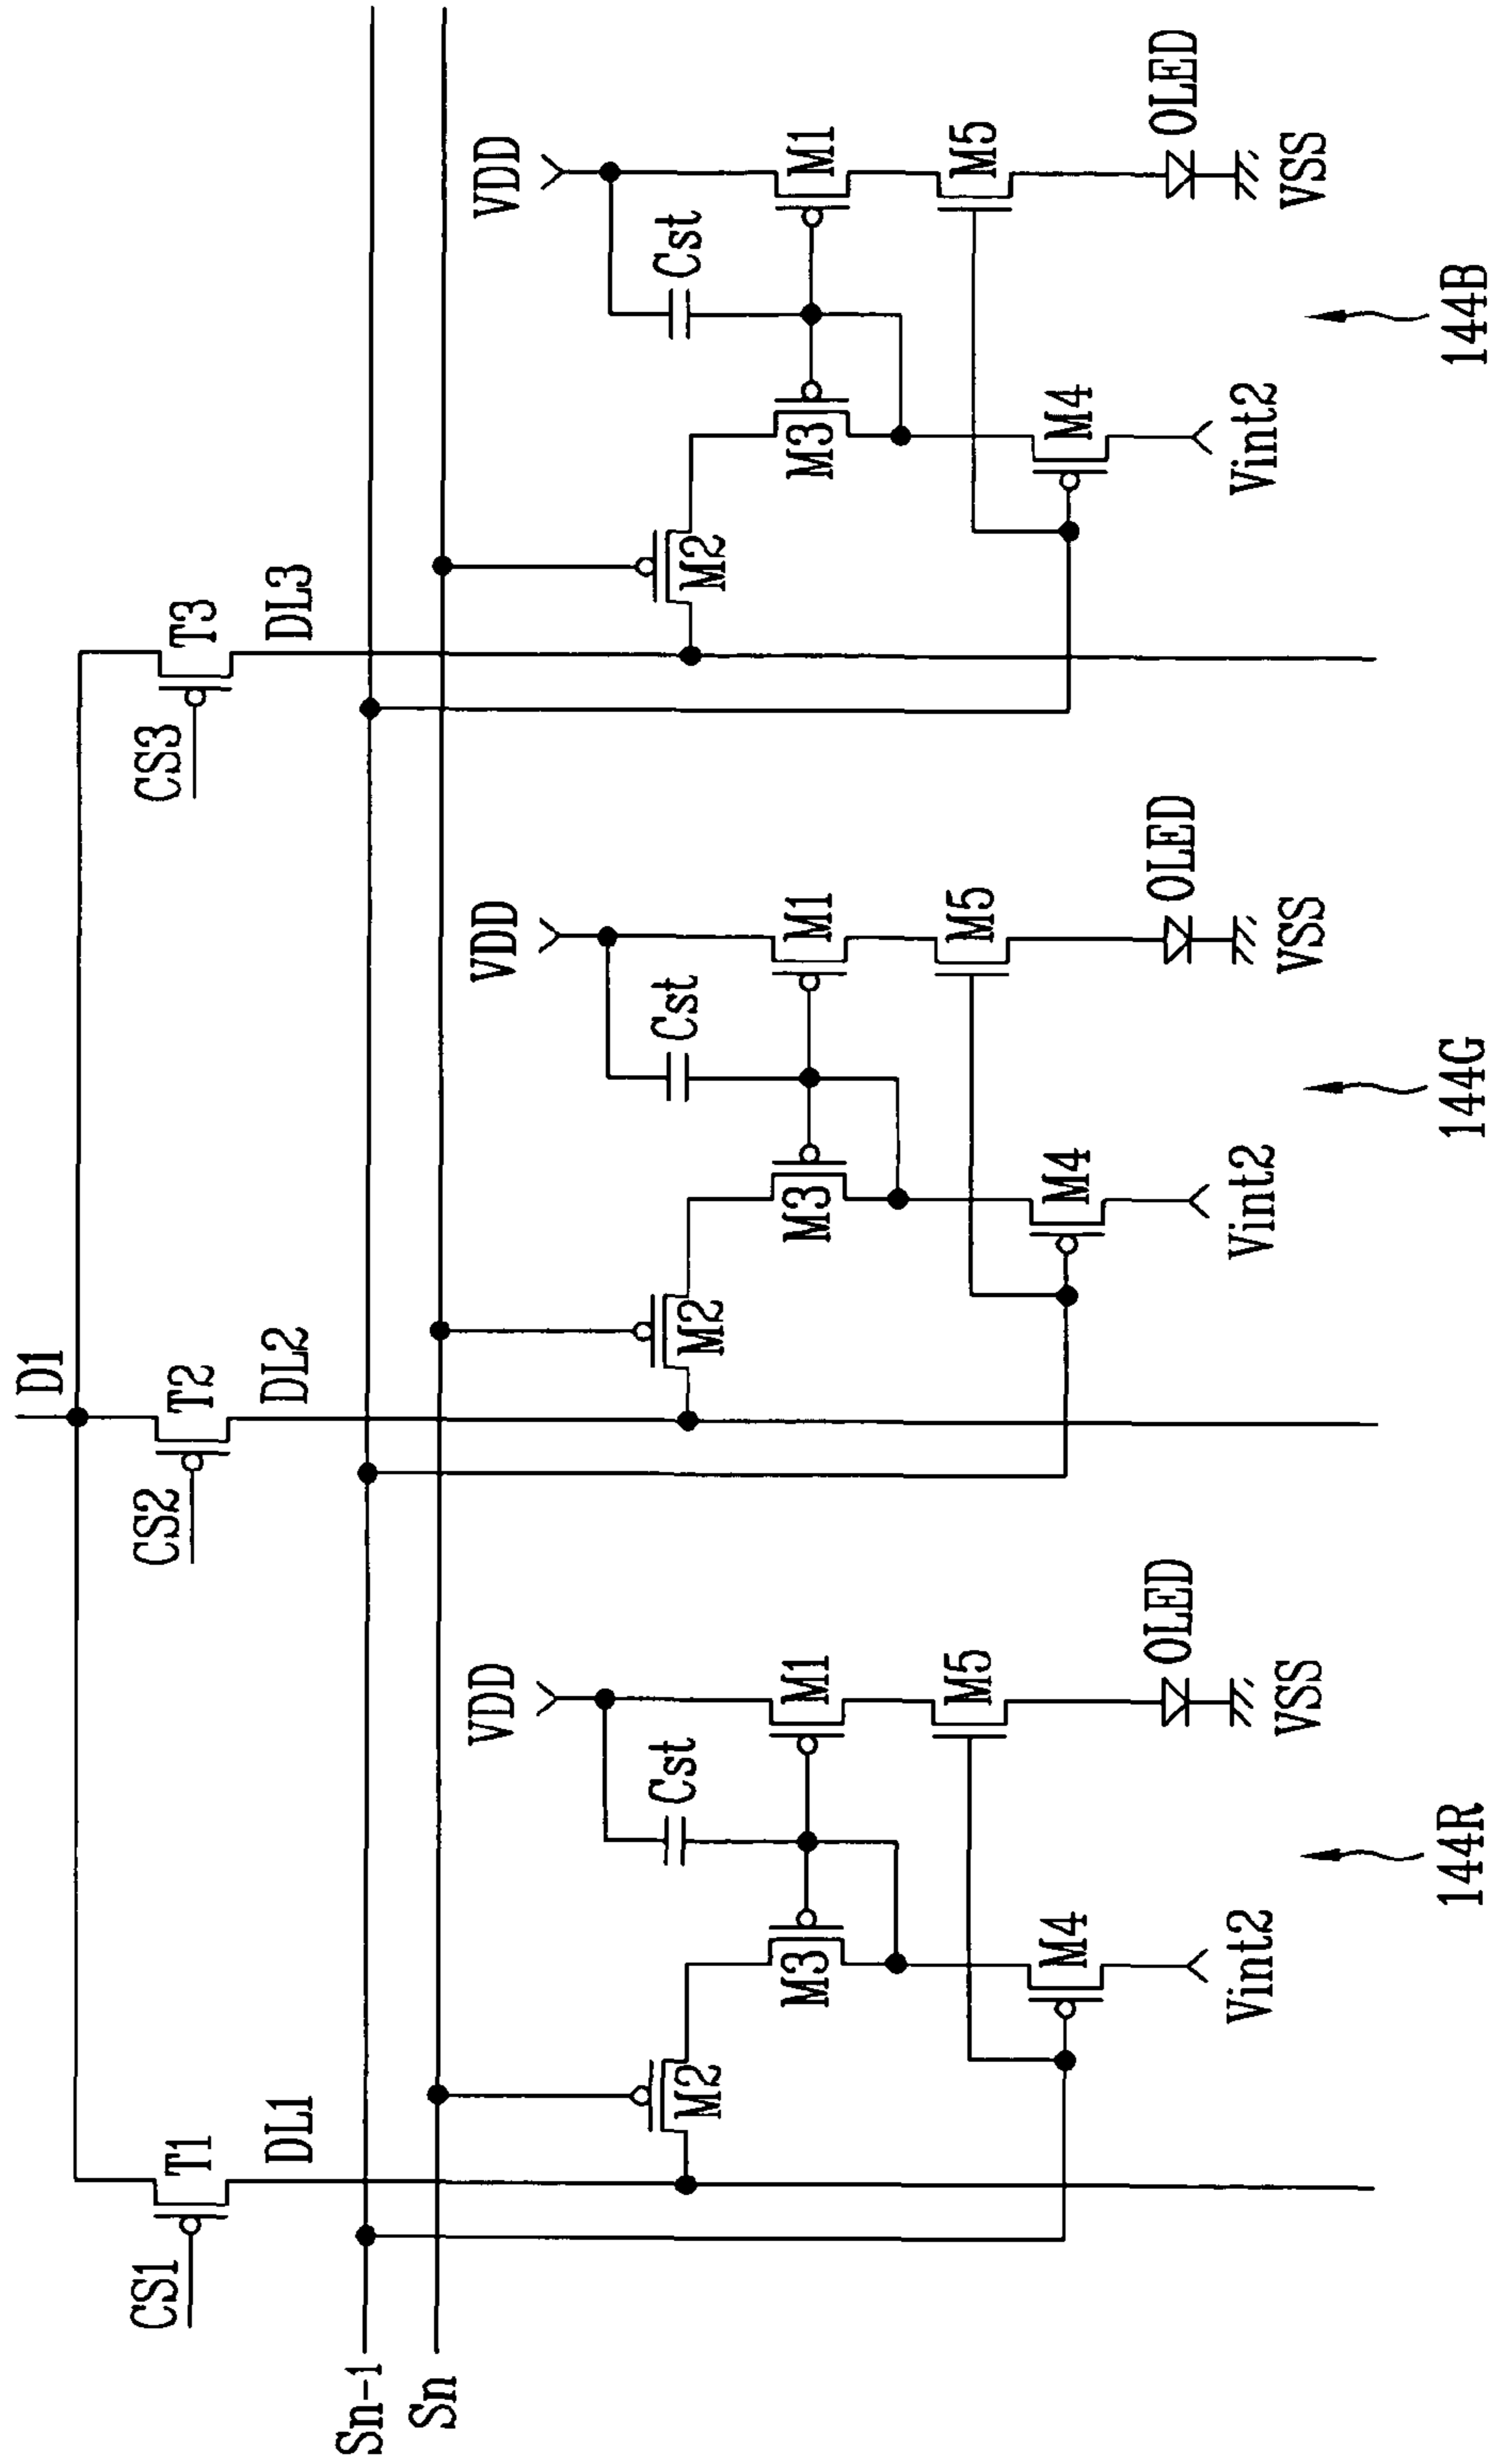 D1
CS1
T1
CS2
T2
CS3
T3
DL1
DL2
DL3
Sn-1
Sn
VDD
VDD
VDD
Cst
Cst
Cst
M2
M3
M1
M2
M3
M1
M2
M3
M1
M4
M5
M4
M5
M4
M5
OLED
OLED
OLED
Vint2
VSS
Vint2
VSS
Vint2
VSS
144R
144G
144B